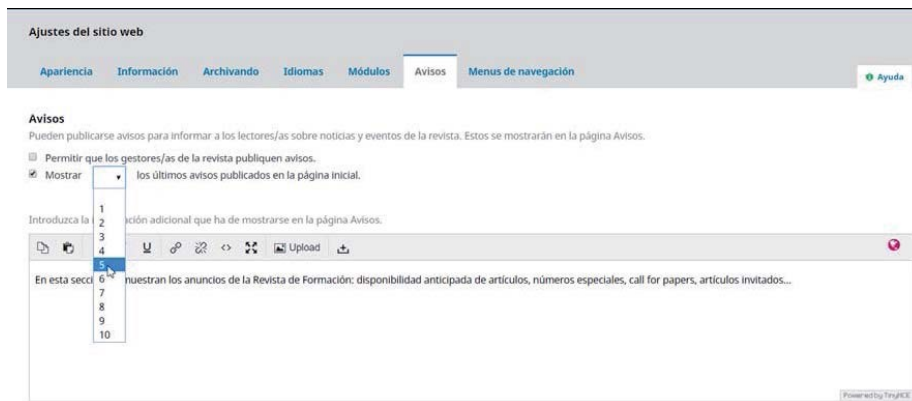 Ajustes del sitio web
Apariencia Información Archivando Idiomas Módulos Avisos Menus de navegación
Ayuda
Avisos
Pueden publicarse avisos para informar a los lectores/as sobre noticias y eventos de la revista. Estos se mostrarán en la página Avisos.
Permitir que los gestores/as de la revista publiquen avisos.
Mostrar los últimos avisos publicados en la página inicial.
1
Introduzca la ción adicional que ha de mostrarse en la página Avisos.
2
3
4
Upload
5
En esta secci nuestran los anuncios de la Revista de Formación: disponibilidad anticipada de artículos, números especiales, call for papers, artículos invitados...
6
7
8
9
10
Powered by TinyMCE